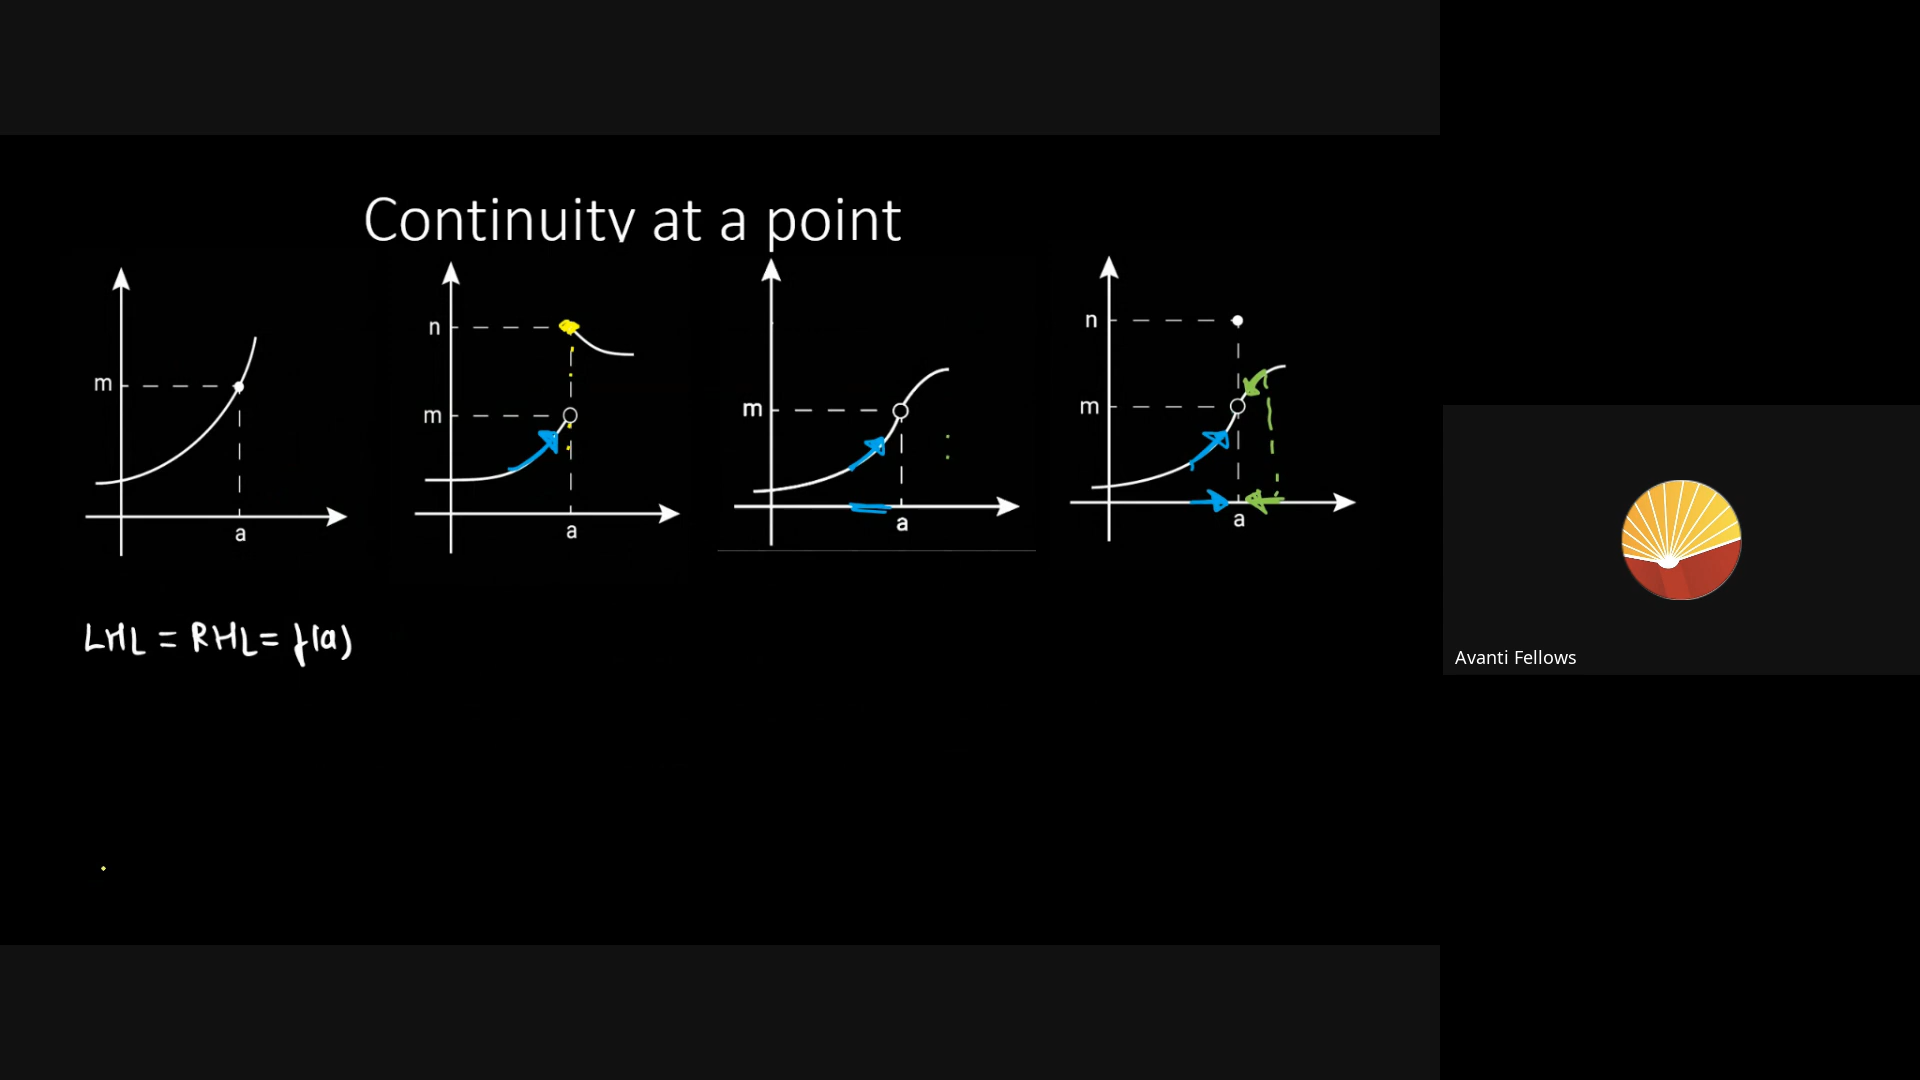 Continuity at a point
m
a
n
m
a
m
a
n
m
a
LHL = RHL = f(a)
Avanti Fellows